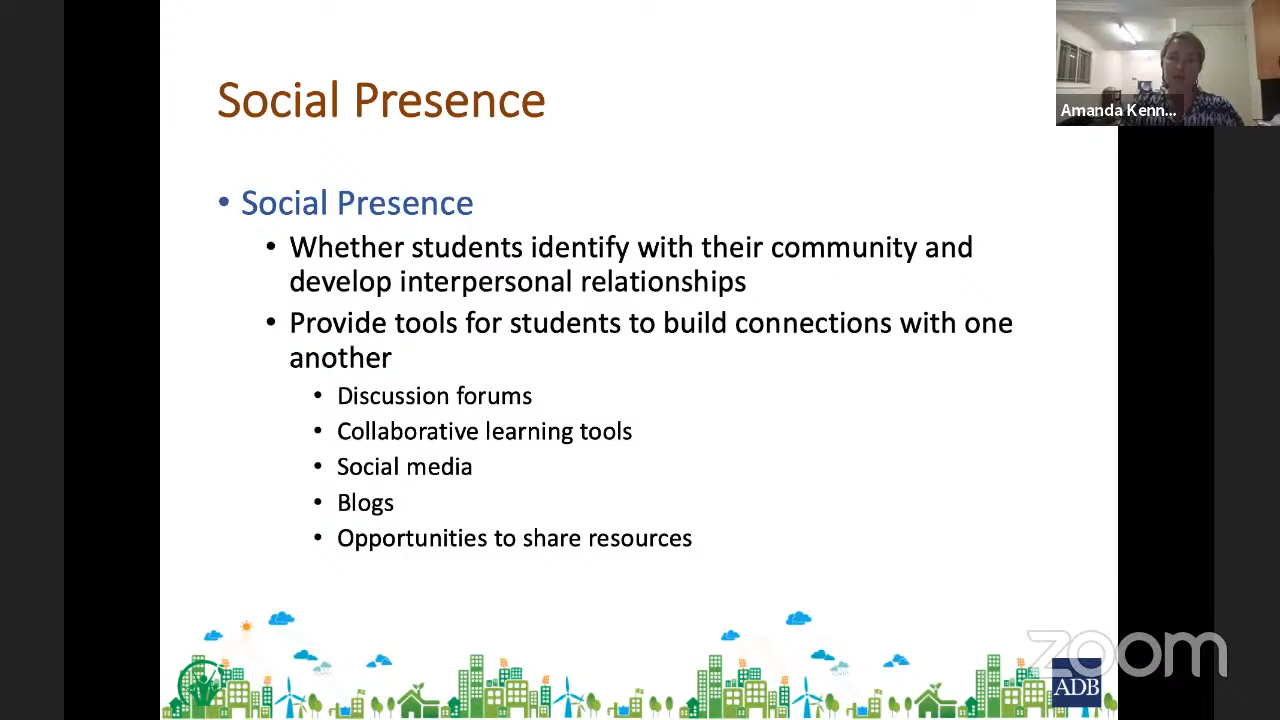 Social Presence
Amanda Kenn...
• Social Presence
• Whether students identify with their community and
develop interpersonal relationships
• Provide tools for students to build connections with one
another
• Discussion forums
• Collaborative learning tools
• Social media
• Blogs
• Opportunities to share resources
zoom
ADB